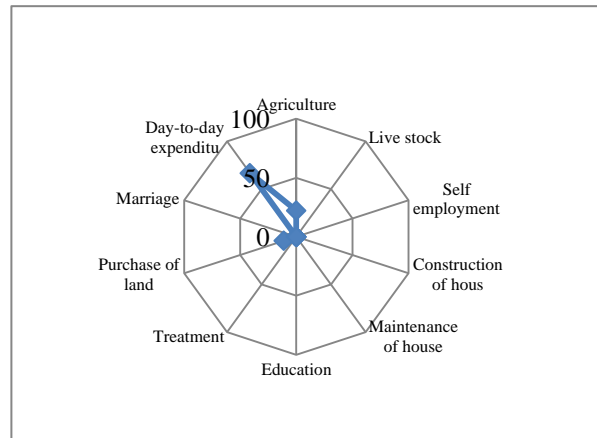 Agriculture
100
Day-to-day
expenditu
Live stock
50
Marriage
Self
employment
0
Purchase of
land
Construction
of hous
Treatment
Maintenance
of house
Education